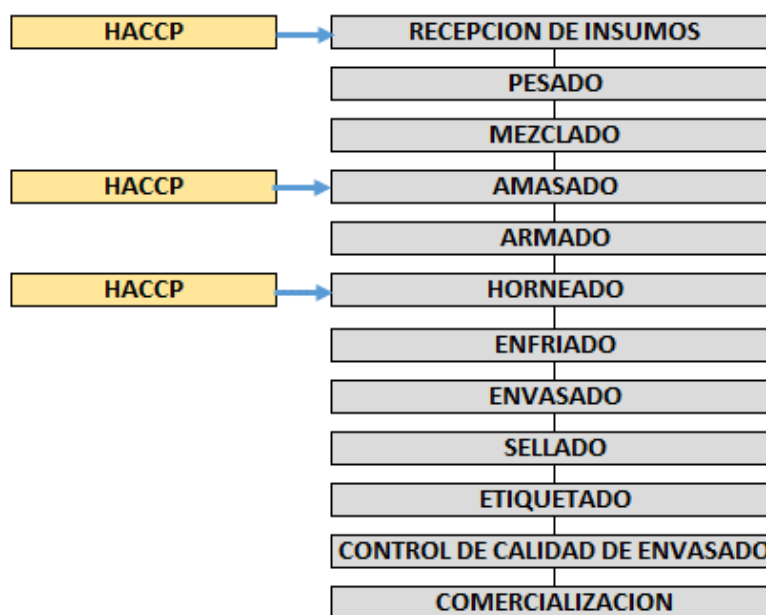 HACCP
RECEPCION DE INSUMOS
PESADO
MEZCLADO
HACCP
AMASADO
ARMADO
HACCP
HORNEADO
ENFRIADO
ENVASADO
SELLADO
ETIQUETADO
CONTROL DE CALIDAD DE ENVASADO
COMERCIALIZACION